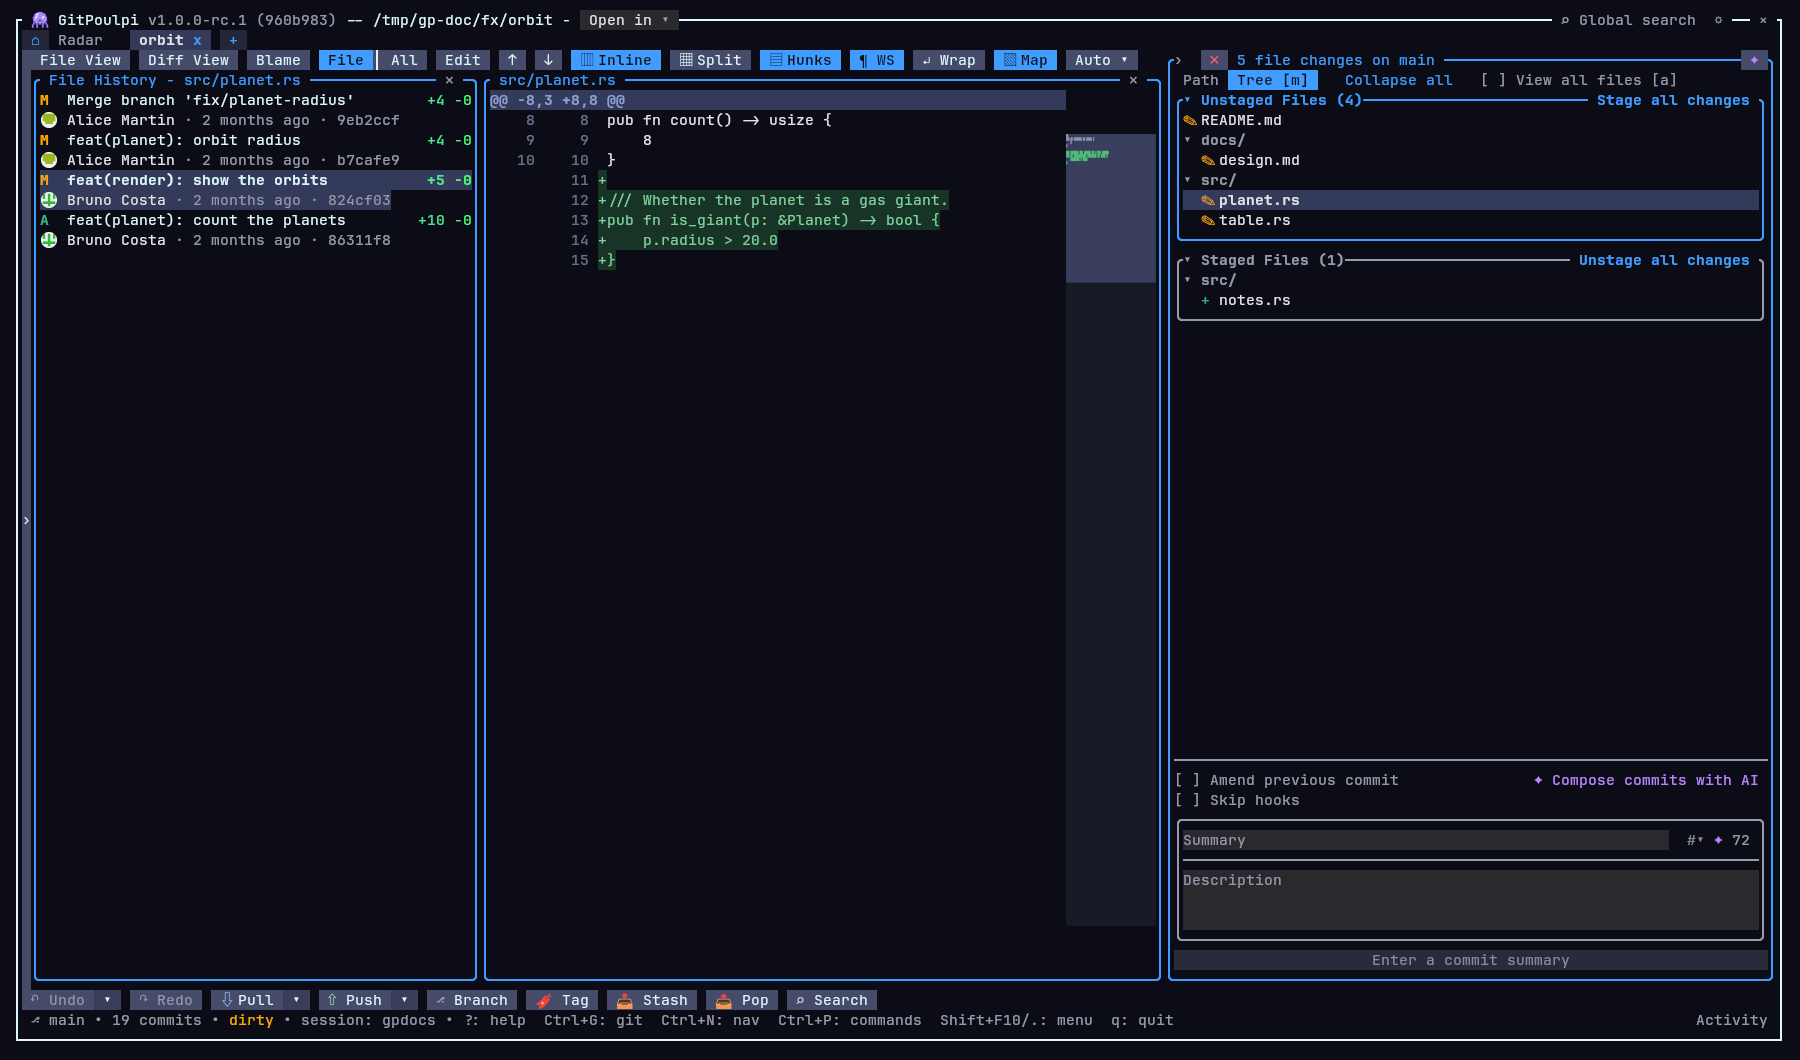 GitPoulpi v1.0.0-rc.1 (960b983) –– /tmp/gp-doc/fx/orbit - Open in ▾ ⌕ Global search ⚙ — ×
⌂ Radar orbit x +
File View Diff View Blame File All Edit ↑ ↓ Inline Split Hunks ¶ WS ↲ Wrap Map Auto ▾
› ✕ 5 file changes on main ✦
File History - src/planet.rs ×
M Merge branch 'fix/planet-radius' +4 -0
Alice Martin · 2 months ago · 9eb2ccf
M feat(planet): orbit radius +4 -0
Alice Martin · 2 months ago · b7cafe9
M feat(render): show the orbits +5 -0
Bruno Costa · 2 months ago · 824cf03
A feat(planet): count the planets +10 -0
Bruno Costa · 2 months ago · 86311f8
›
src/planet.rs ×
@@ -8,3 +8,8 @@
8 8 pub fn count() -> usize {
9 9 8
10 10 }
11 +
12 +/// Whether the planet is a gas giant.
13 +pub fn is_giant(p: &Planet) -> bool {
14 + p.radius > 20.0
15 +}
Path Tree [m] Collapse all [ ] View all files [a]
▾ Unstaged Files (4) Stage all changes
✎ README.md
▾ docs/
✎ design.md
▾ src/
✎ planet.rs
✎ table.rs
▾ Staged Files (1) Unstage all changes
▾ src/
+ notes.rs
[ ] Amend previous commit ✦ Compose commits with AI
[ ] Skip hooks
Summary #▾ ✦ 72
Description
Enter a commit summary
↶ Undo ▾ ↷ Redo ⇩ Pull ▾ ⇧ Push ▾ ⎇ Branch Tag Stash Pop ⌕ Search
⎇ main • 19 commits • dirty • session: gpdocs • ?: help Ctrl+G: git Ctrl+N: nav Ctrl+P: commands Shift+F10/.: menu q: quit Activity